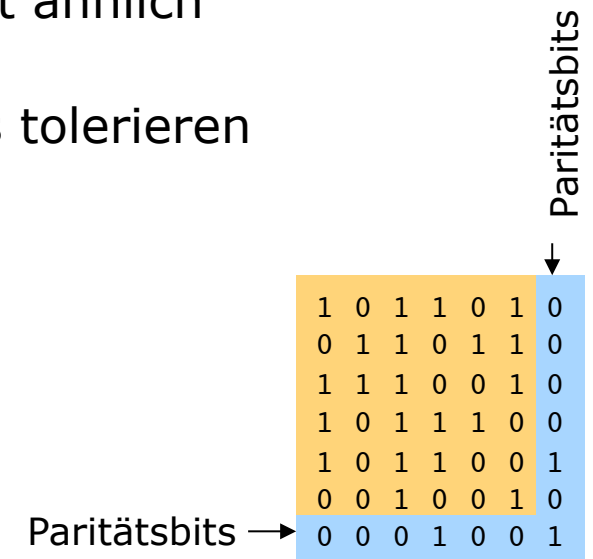 ähnlich
tolerieren
Paritätsbits
1 0 1 1 0 1 0
0 1 1 0 1 1 0
1 1 1 0 0 1 0
1 0 1 1 1 0 0
1 0 1 1 0 0 1
0 0 1 0 0 1 0
Paritätsbits 0 0 0 1 0 0 1